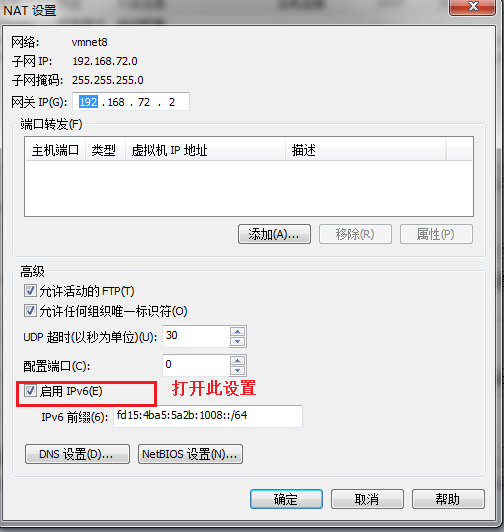 NAT 设置
网络: vmnet8
子网 IP: 192.168.72.0
子网掩码: 255.255.255.0
网关 IP(G): 192 . 168 . 72 . 2
端口转发(F)
主机端口 类型 虚拟机 IP 地址 描述
添加(A)... 移除(R) 属性(P)
高级
允许活动的 FTP(T)
允许任何组织唯一标识符(O)
UDP 超时(以秒为单位)(U): 30
配置端口(C): 0
启用 IPv6(E) 打开此设置
IPv6 前缀(6): fd15:4ba5:5a2b:1008::/64
DNS 设置(D)... NetBIOS 设置(N)...
确定 取消 帮助